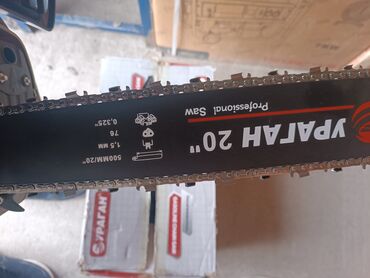 УРАГАН 20"
Professional Saw
0,325"
76
1,5 мм
500ММ/20"
УРАГАН